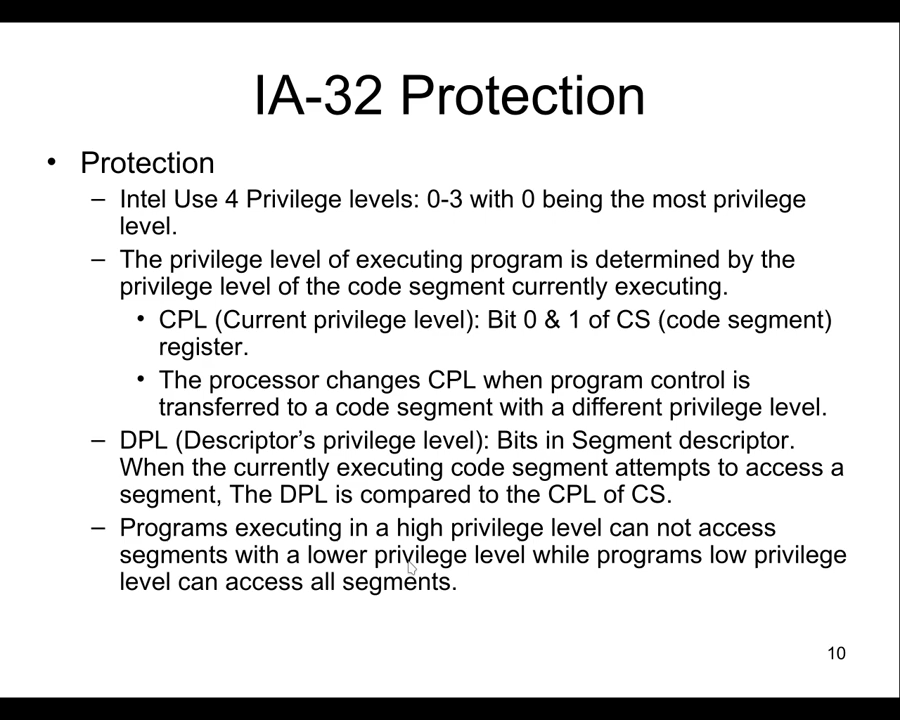 IA-32 Protection
• Protection
– Intel Use 4 Privilege levels: 0-3 with 0 being the most privilege
level.
– The privilege level of executing program is determined by the
privilege level of the code segment currently executing.
• CPL (Current privilege level): Bit 0 & 1 of CS (code segment)
register.
• The processor changes CPL when program control is
transferred to a code segment with a different privilege level.
– DPL (Descriptor’s privilege level): Bits in Segment descriptor.
When the currently executing code segment attempts to access a
segment, The DPL is compared to the CPL of CS.
– Programs executing in a high privilege level can not access
segments with a lower privilege level while programs low privilege
level can access all segments.
10